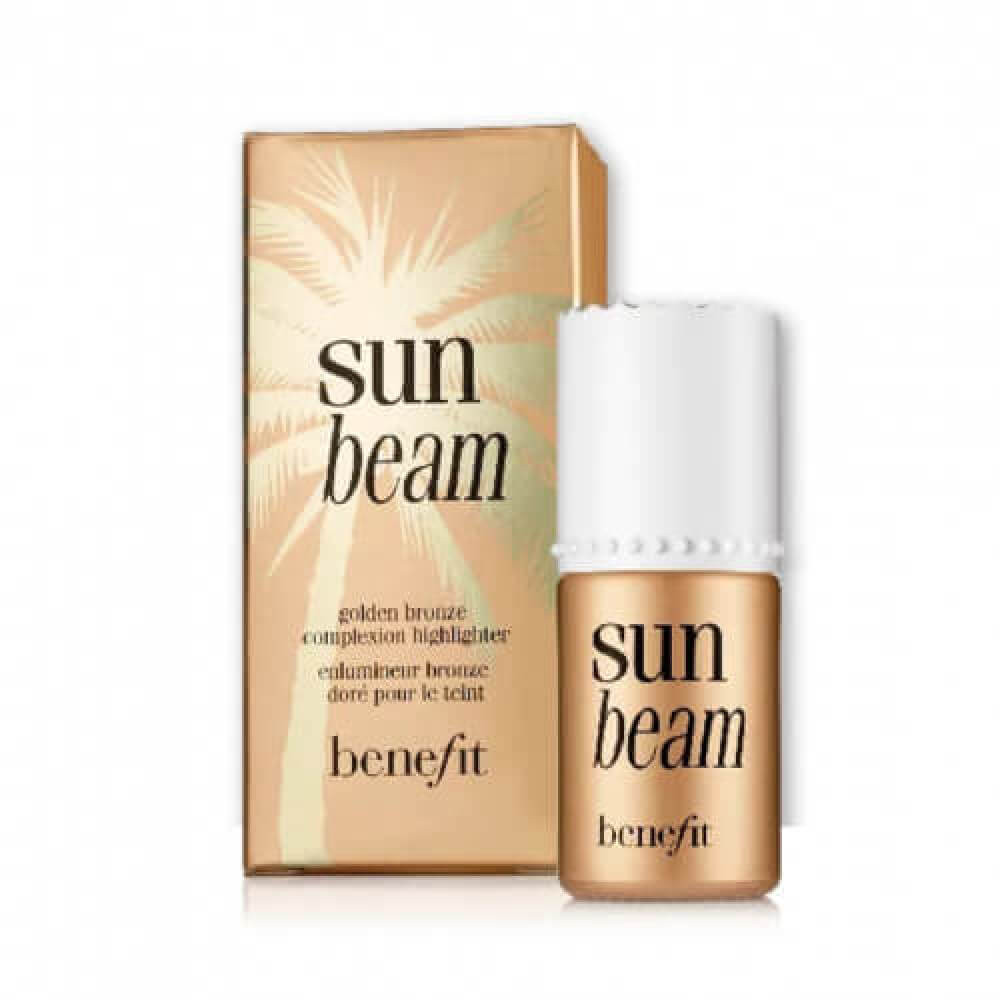 sun
beam
golden bronze
complexion highlighter
enlumineur bronze
doré pour le teint
benefit
sun
beam
benefit